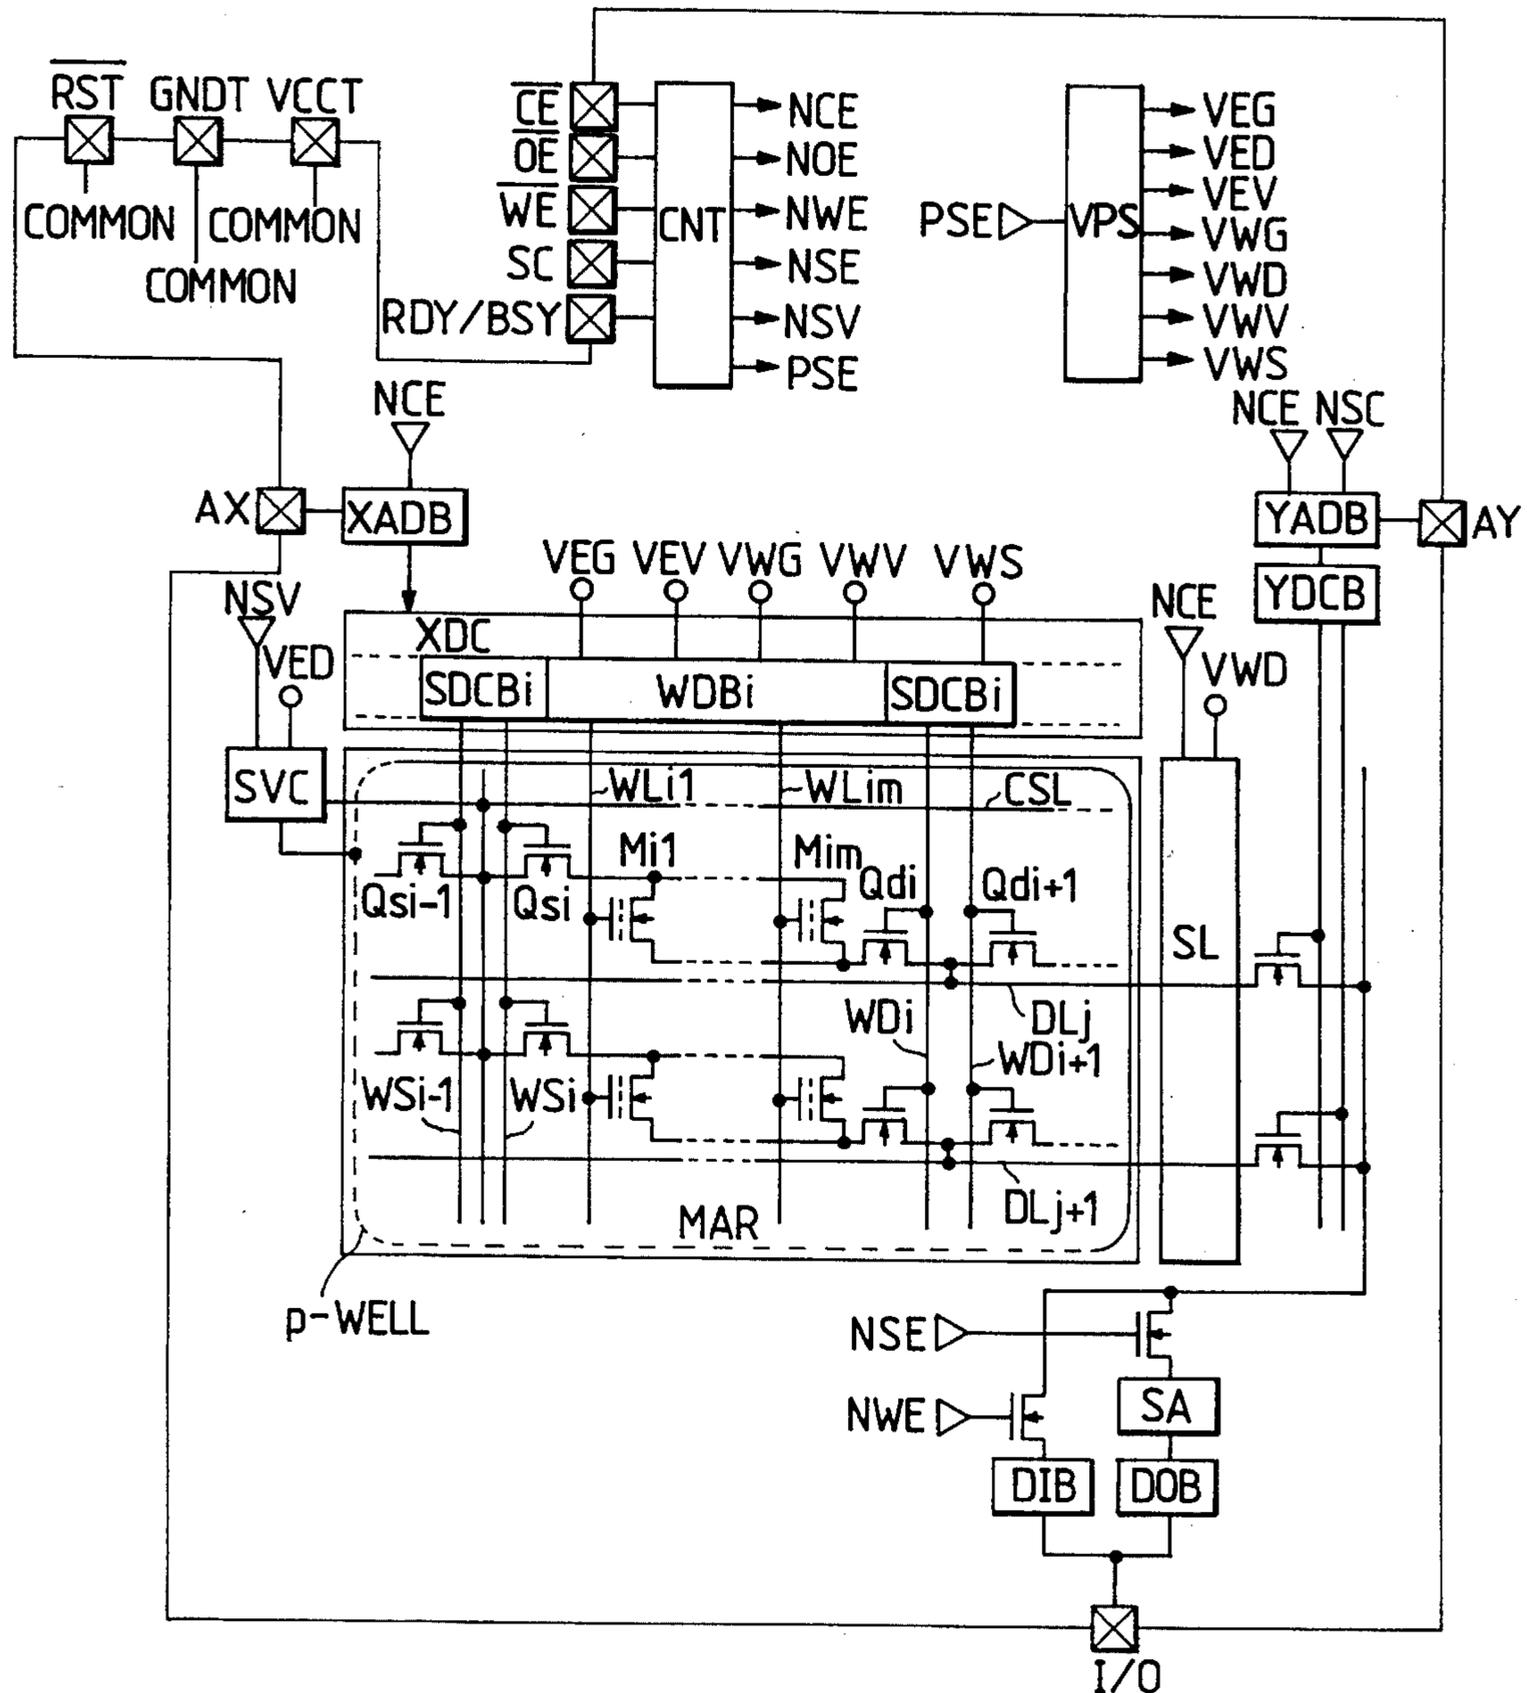 RST GNDT VCCT
COMMON COMMON
COMMON
CE
OE
WE
SC
RDY/BSY
CNT
NCE
NOE
NWE
NSE
NSV
PSE
PSE
VPS
VEG
VED
VEV
VWG
VWD
VWV
VWS
NCE
AX
XADB
NCE NSC
YADB
AY
YDCB
NSV
VED
SVC
VEG VEV VWG VWV VWS
XDC
SDCBi WDBi SDCBi
NCE
VWD
SL
WLi1 WLim CSL
Mi1 Mim
Qsi-1 Qsi Qdi Qdi+1
WDi DLj
WDi+1
WSi-1 WSi
DLj+1
MAR
p-WELL
NSE
NWE
SA
DIB DOB
I/O